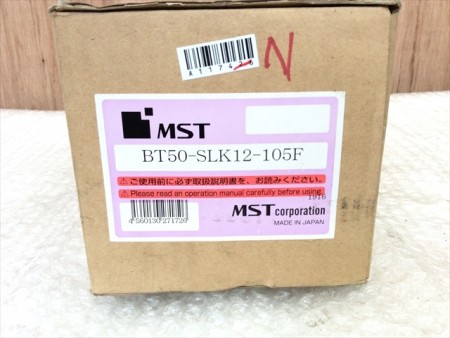 A1174
N
MST
BT50-SLK12-105F
⚠ご使用前に必ず取扱説明書を、お読みください。
⚠Please read an operation manual carefully before using.
1916
4560130271720
MST corporation
MADE IN JAPAN